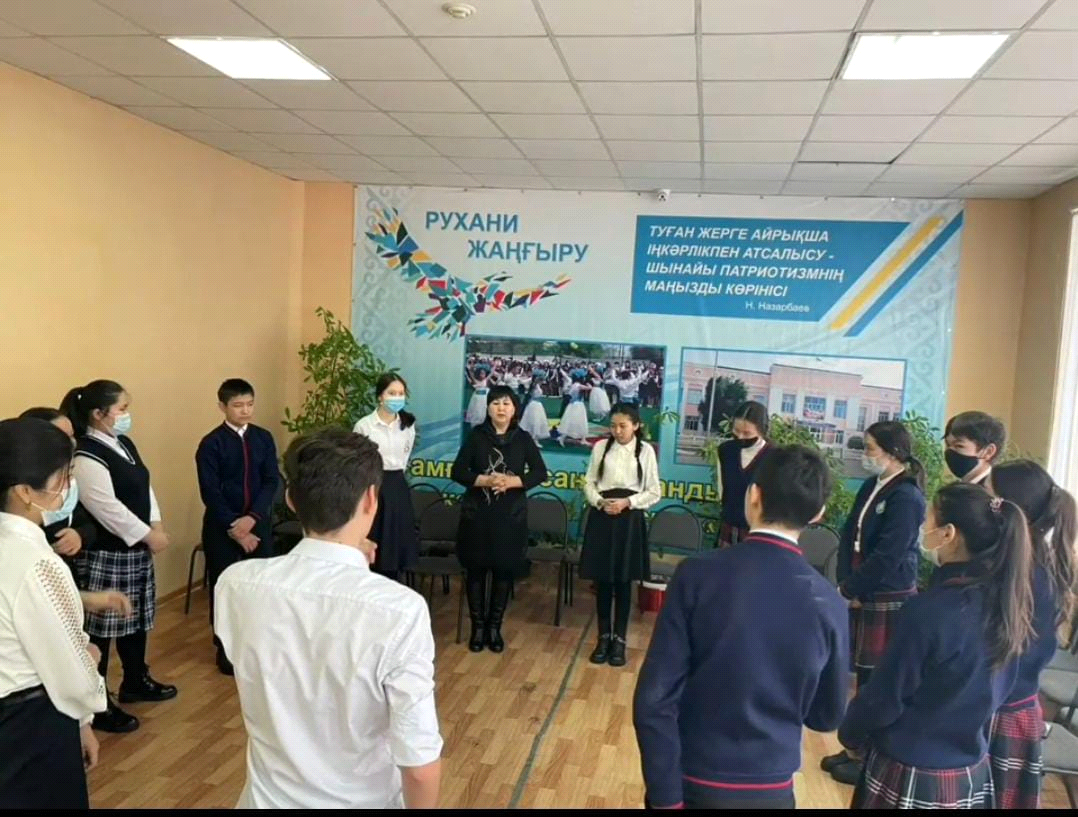 РУХАНИ
ЖАҢҒЫРУ
ТУҒАН ЖЕРГЕ АЙРЫҚША
ІҢКӘРЛІКПЕН АТСАЛЫСУ -
ШЫНАЙЫ ПАТРИОТИЗМНІҢ
МАҢЫЗДЫ КӨРІНІСІ
Н. Назарбаев